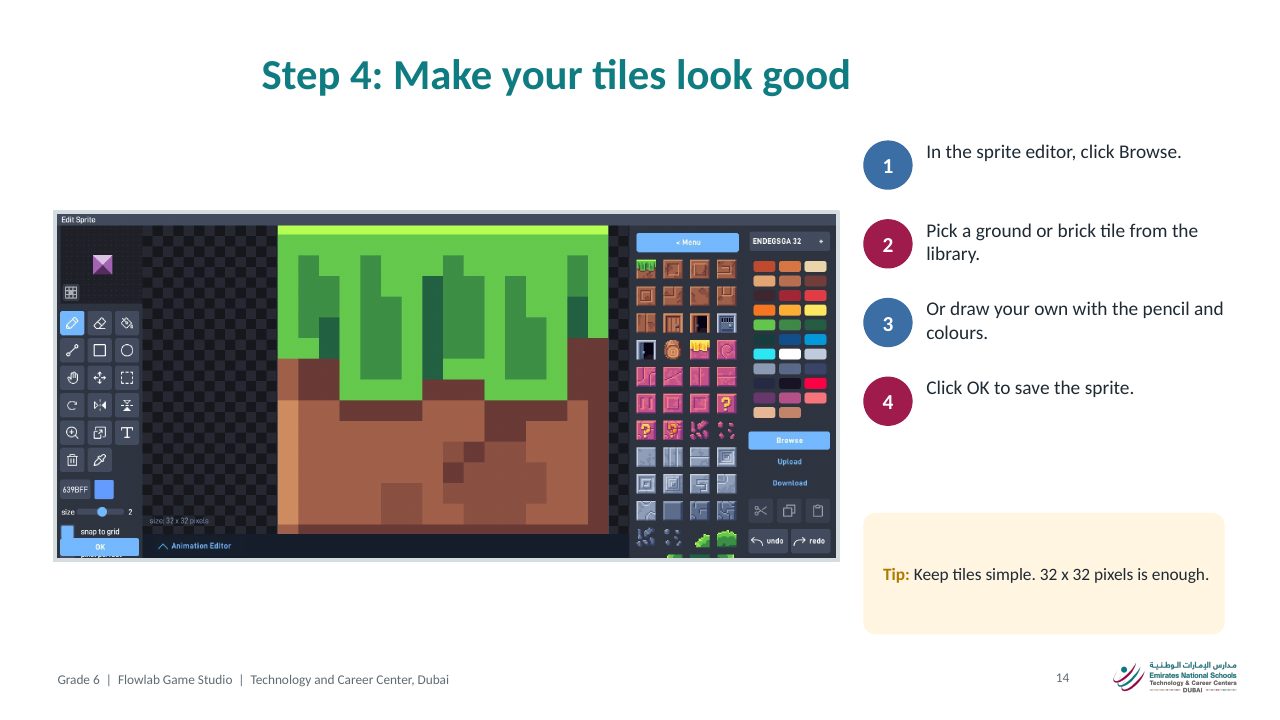 Step 4: Make your tiles look good
1
In the sprite editor, click Browse.
2
Pick a ground or brick tile from the
library.
3
Or draw your own with the pencil and
colours.
4
Click OK to save the sprite.
Edit Sprite
< Menu
ENDEGSGA 32 +
T
639BFF
size 2
snap to grid
OK
size: 32 x 32 pixels
Animation Editor
Browse
Upload
Download
undo
redo
Tip: Keep tiles simple. 32 x 32 pixels is enough.
Grade 6 | Flowlab Game Studio | Technology and Career Center, Dubai
14
مدارس الإمارات الوطنية
Emirates National Schools
Technology & Career Centers
DUBAI